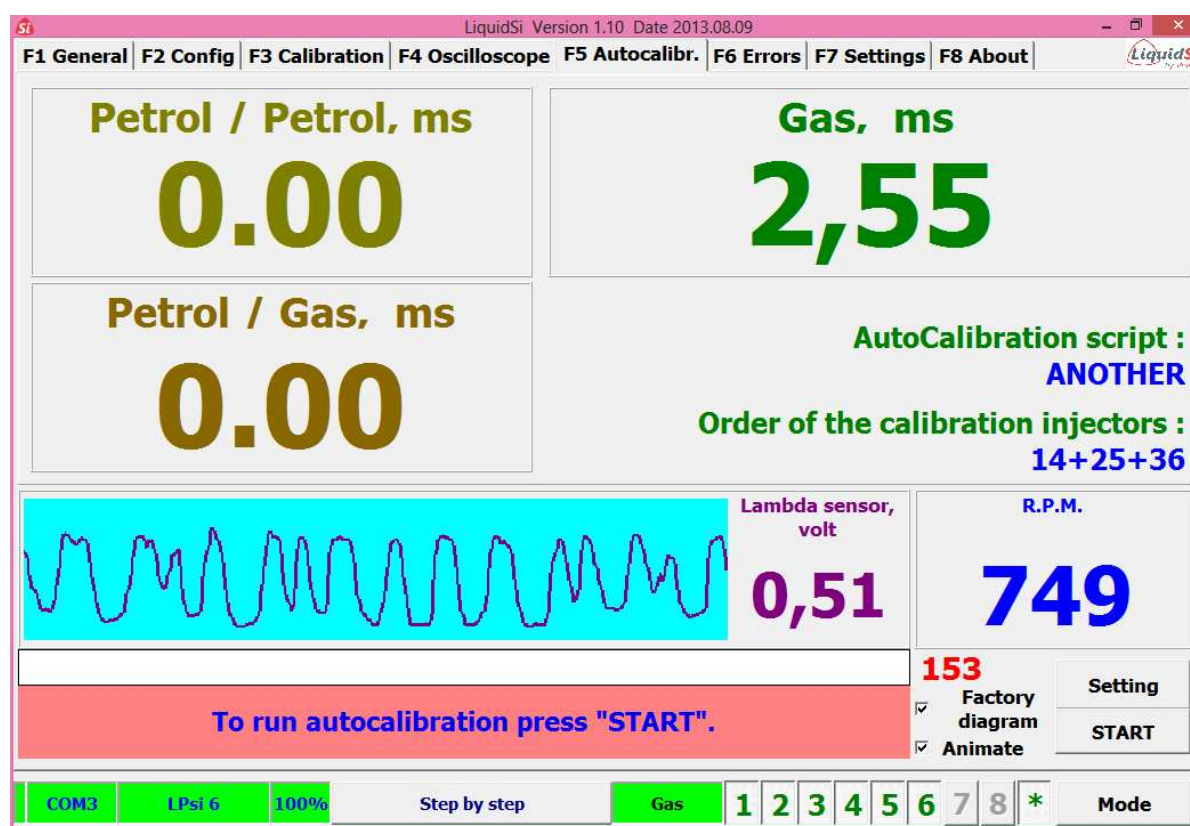 Si LiquidSi Version 1.10 Date 2013.08.09
F1 General F2 Config F3 Calibration F4 Oscilloscope F5 Autocalibr. F6 Errors F7 Settings F8 About LiquidS
Petrol / Petrol, ms
0.00
Gas, ms
2,55
Petrol / Gas, ms
0.00
AutoCalibration script :
ANOTHER
Order of the calibration injectors :
14+25+36
Lambda sensor,
volt
0,51
R.P.M.
749
153
Factory
diagram
Animate
Setting
START
To run autocalibration press "START".
COM3 LPsi 6 100% Step by step Gas 1 2 3 4 5 6 7 8 * Mode